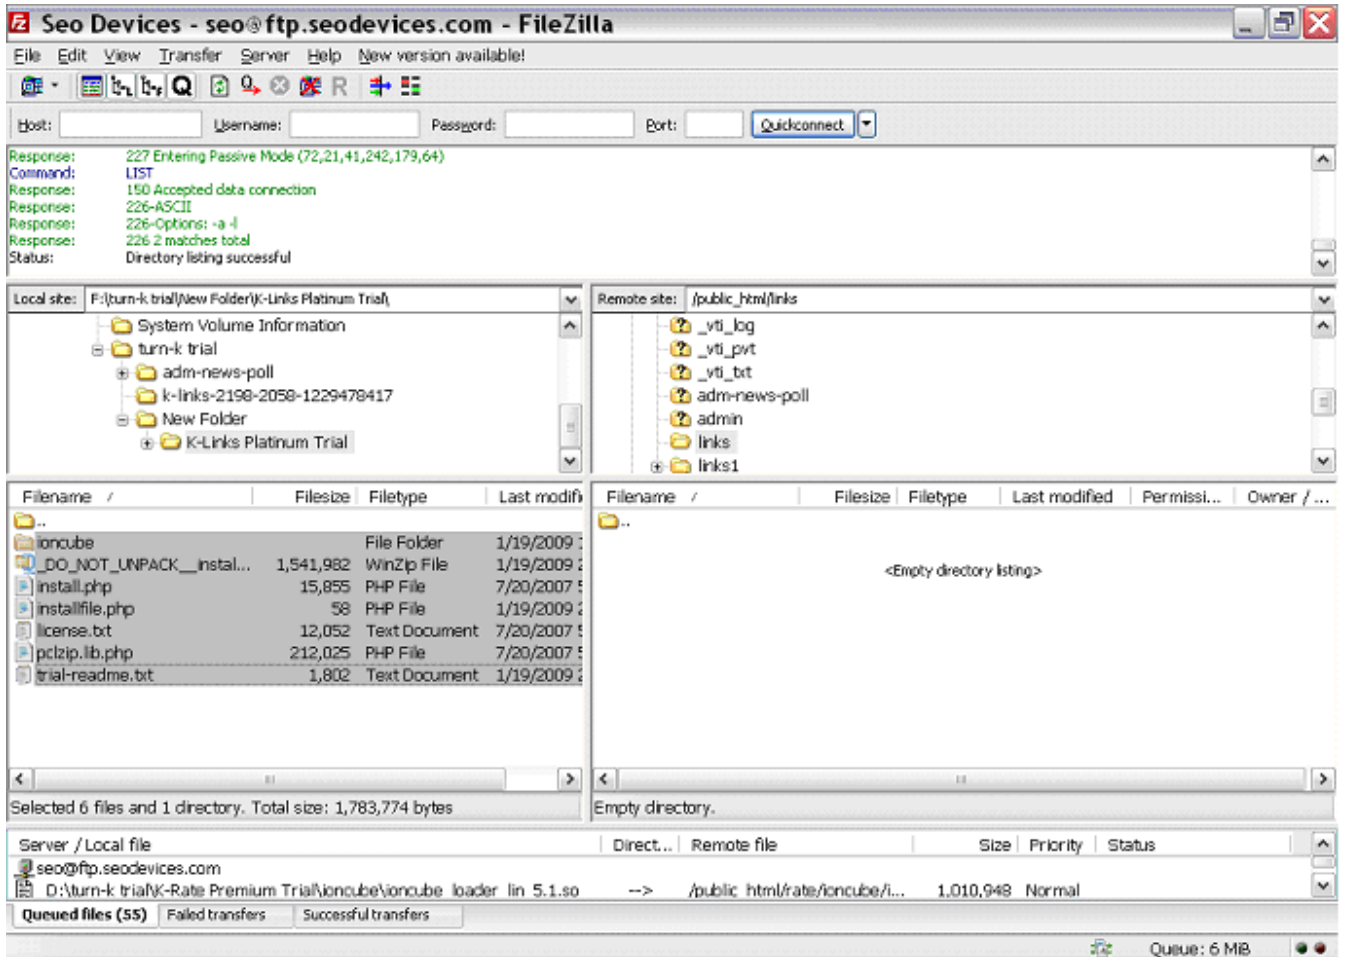 Seo Devices - seo@ftp.seodevices.com - FileZilla
File Edit View Transfer Server Help New version available!
Host: Username: Password: Port: Quickconnect
Response: 227 Entering Passive Mode (72,21,41,242,179,64)
Command: LIST
Response: 150 Accepted data connection
Response: 226-ASCII
Response: 226-Options: -a -l
Response: 226 2 matches total
Status: Directory listing successful
Local site: F:\turn-k trial\New Folder\K-Links Platinum Trial\
System Volume Information
turn-k trial
adm-news-poll
k-links-2198-2058-1229478417
New Folder
K-Links Platinum Trial
Remote site: /public_html/links
_vti_log
_vti_pvt
_vti_txt
adm-news-poll
admin
links
links1
Filename / Filesize Filetype Last modifi
..
ioncube File Folder 1/19/2009 1
_DO_NOT_UNPACK__instal... 1,541,982 WinZip File 1/19/2009 2
install.php 15,855 PHP File 7/20/2007 5
installfile.php 58 PHP File 1/19/2009 2
license.txt 12,052 Text Document 7/20/2007 5
pclzip.lib.php 212,025 PHP File 7/20/2007 5
trial-readme.txt 1,802 Text Document 1/19/2009 2
Selected 6 files and 1 directory. Total size: 1,783,774 bytes
Filename / Filesize Filetype Last modified Permissi... Owner / ...
..
<Empty directory listing>
Empty directory.
Server / Local file Direct... Remote file Size Priority Status
seo@ftp.seodevices.com
D:\turn-k trial\K-Rate Premium Trial\ioncube\ioncube_loader_lin_5.1.so --> /public_html/rate/ioncube/i... 1,010,948 Normal
Queued files (55) Failed transfers Successful transfers
Queue: 6 MiB